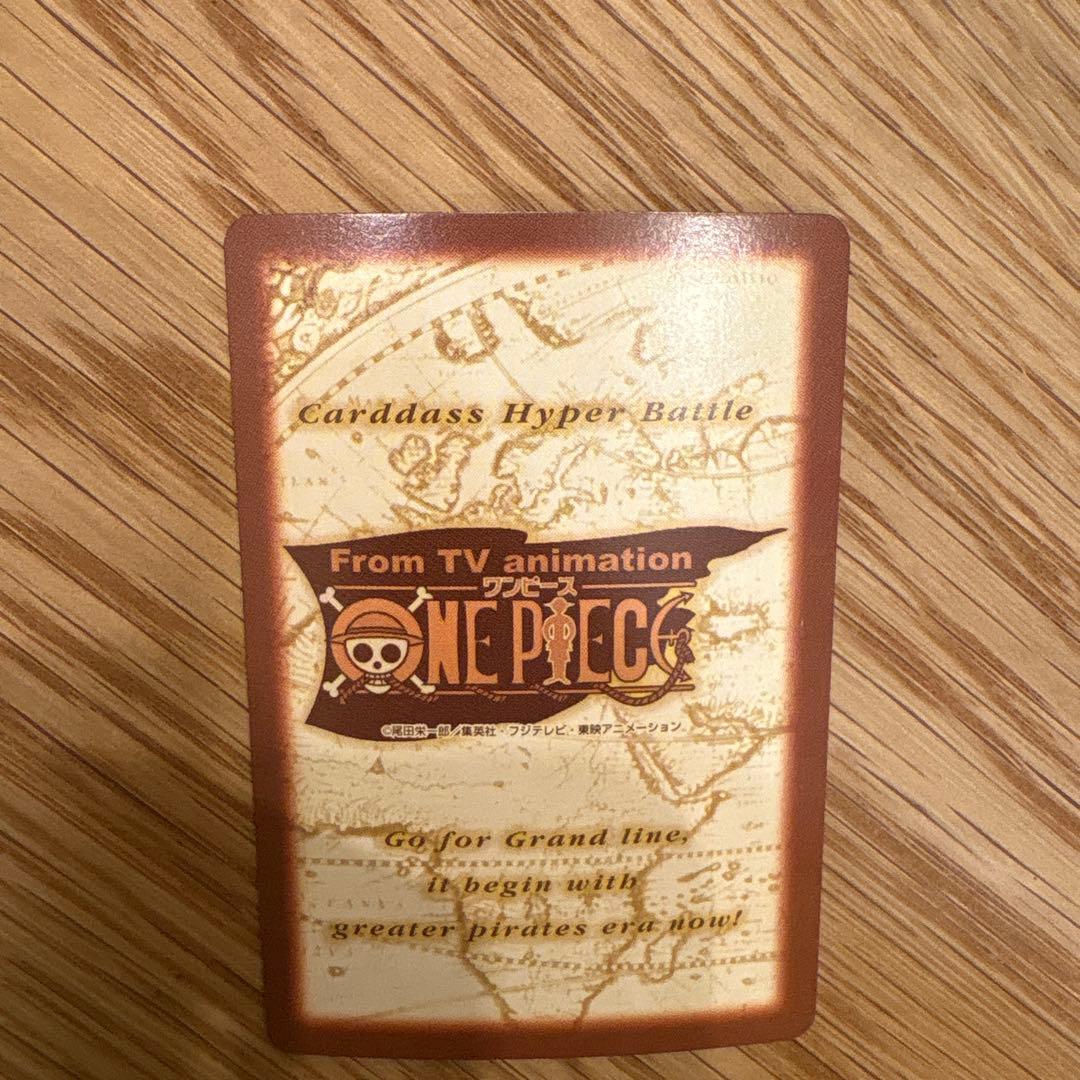 Carddass Hyper Battle
From TV animation
ワンピース
ONE PIECE
©尾田栄一郎／集英社・フジテレビ・東映アニメーション
Go for Grand line,
it begin with
greater pirates era now!